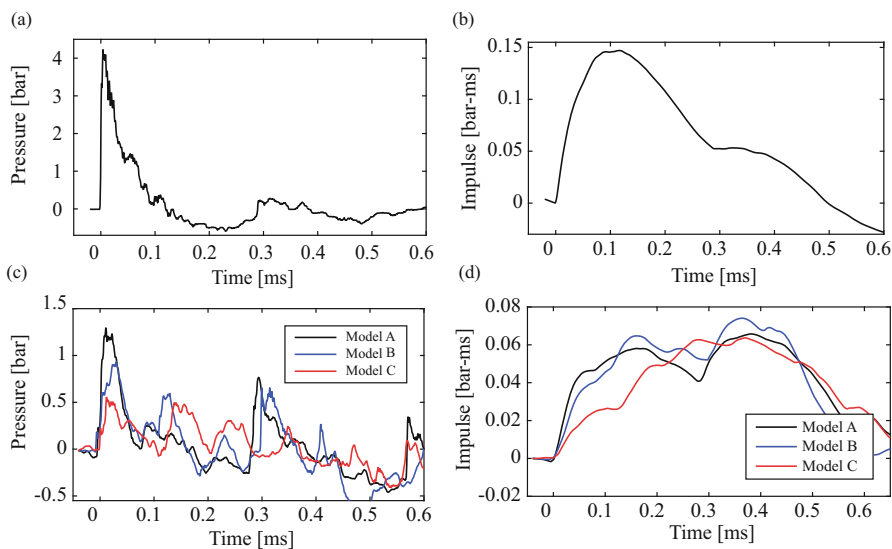 (a)
Pressure [bar]
4
3
2
1
0
0 0.1 0.2 0.3 0.4 0.5 0.6
Time [ms]
(b)
Impulse [bar-ms]
0.15
0.1
0.05
0
0 0.1 0.2 0.3 0.4 0.5 0.6
Time [ms]
(c)
Pressure [bar]
1.5
1
0.5
0
-0.5
Model A
Model B
Model C
0 0.1 0.2 0.3 0.4 0.5 0.6
Time [ms]
(d)
Impulse [bar-ms]
0.08
0.06
0.04
0.02
0
-0.02
Model A
Model B
Model C
0 0.1 0.2 0.3 0.4 0.5 0.6
Time [ms]